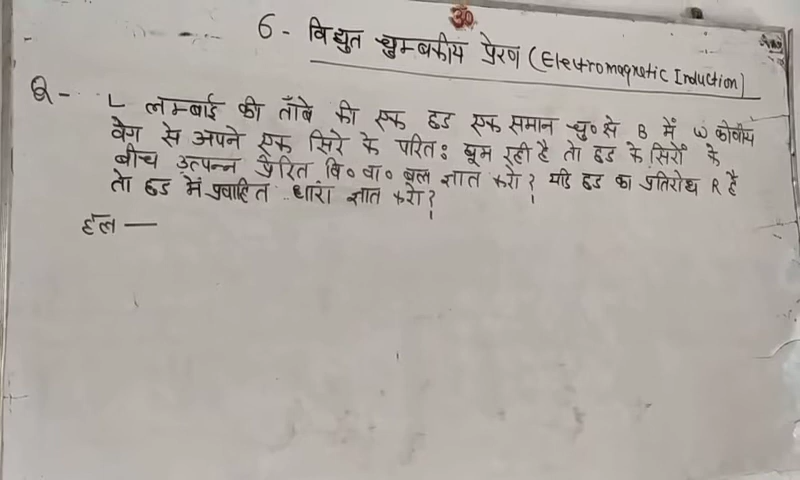 ॐ
6 - विद्युत चुम्बकीय प्रेरण (Electromagnetic Induction)
Q - L लम्बाई की ताँबे की एक छड एक समान चु० से B में ω कोणीय
वेग से अपने एक सिरे के परितः घूम रही है तो छड के सिरों के
बीच उत्पन्न प्रेरित वि० वा० बल ज्ञात करो? यदि छड का प्रतिरोध R है
तो छड में प्रवाहित धारा ज्ञात करो?
हल —